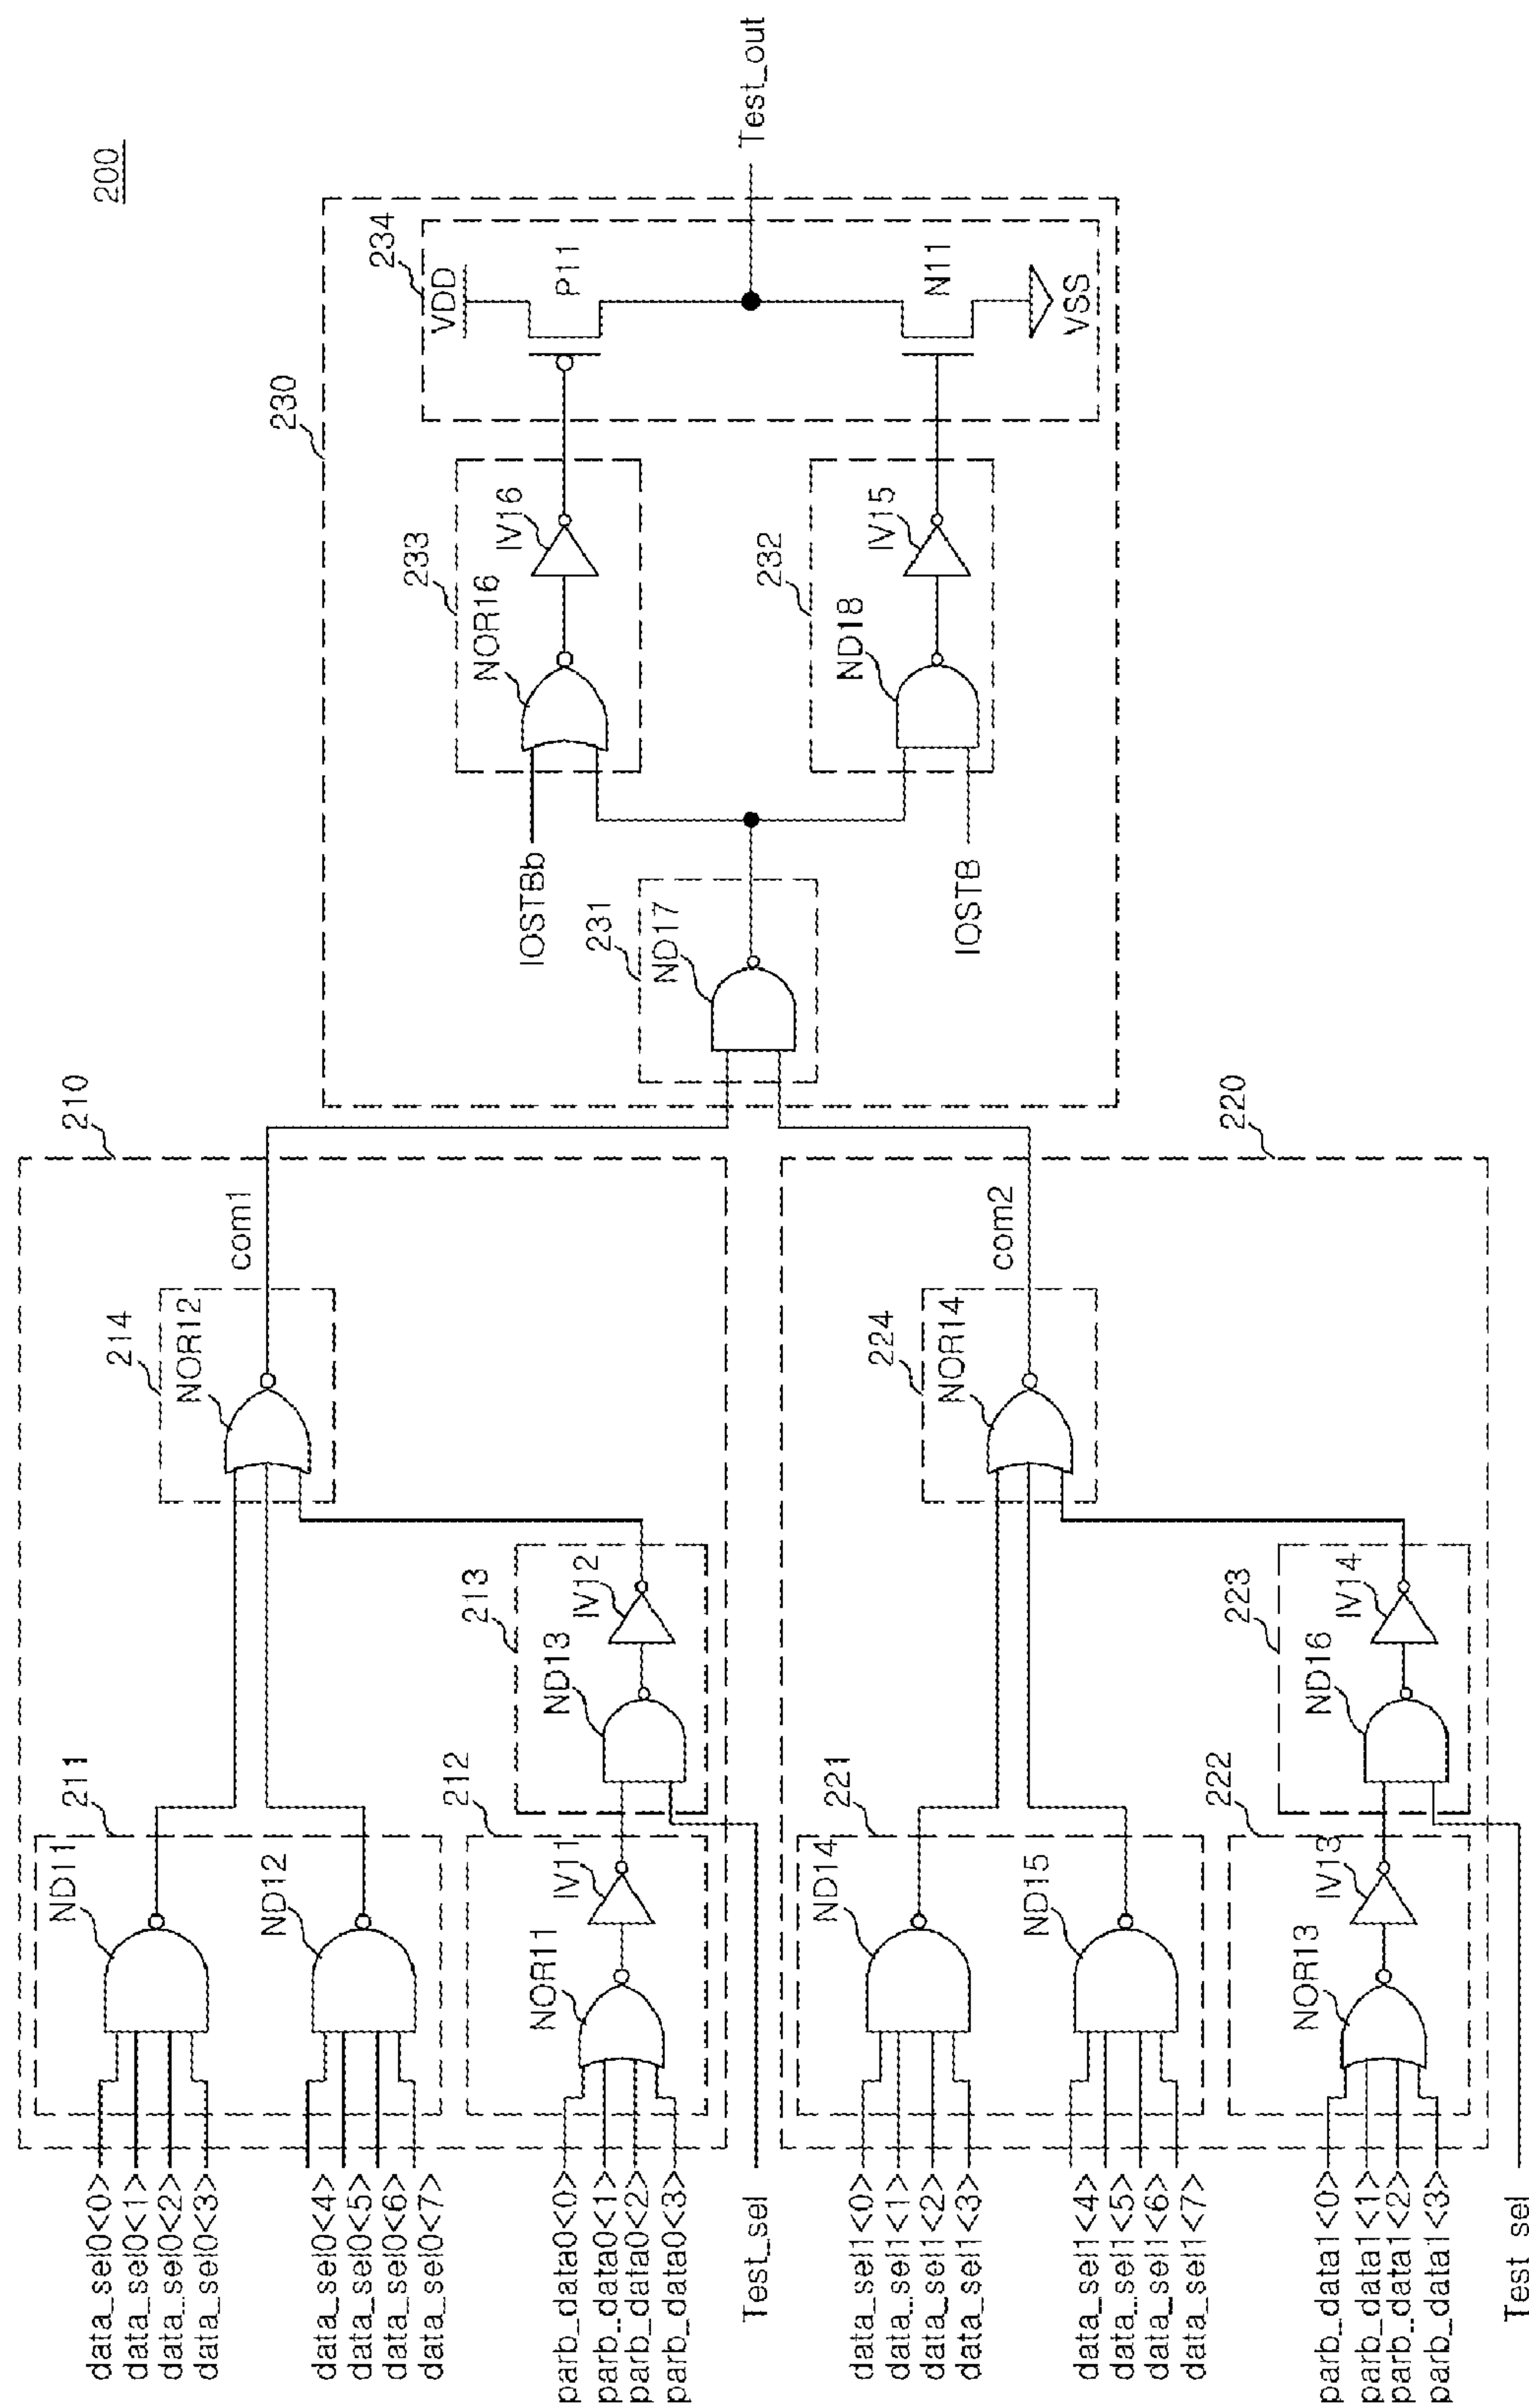 200
210
211
ND11
ND12
data_sel0<0>
data_sel0<1>
data_sel0<2>
data_sel0<3>
data_sel0<4>
data_sel0<5>
data_sel0<6>
data_sel0<7>
212
NOR11
IV11
parb_data0<0>
parb_data0<1>
parb_data0<2>
parb_data0<3>
Test_sel
213
ND13
IV12
214
NOR12
com1
220
221
ND14
ND15
data_sel1<0>
data_sel1<1>
data_sel1<2>
data_sel1<3>
data_sel1<4>
data_sel1<5>
data_sel1<6>
data_sel1<7>
222
NOR13
IV13
parb_data1<0>
parb_data1<1>
parb_data1<2>
parb_data1<3>
Test_sel
223
ND16
IV14
224
NOR14
com2
230
231
ND17
IOSTBb
IOSTB
233
NOR16
IV16
232
ND18
IV15
234
VDD
P11
N11
VSS
Test_out